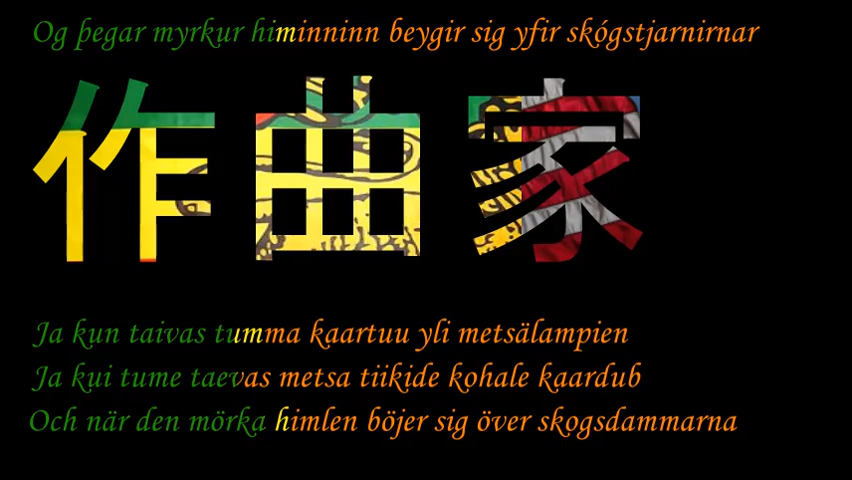 Og þegar myrkur himininn beygir sig yfir skógstjarnirnar
作曲家
Ja kun taivas tumma kaartuu yli metsälampien
Ja kui tume taevas metsa tiikide kohale kaardub
Och när den mörka himlen böjer sig över skogsdammarna